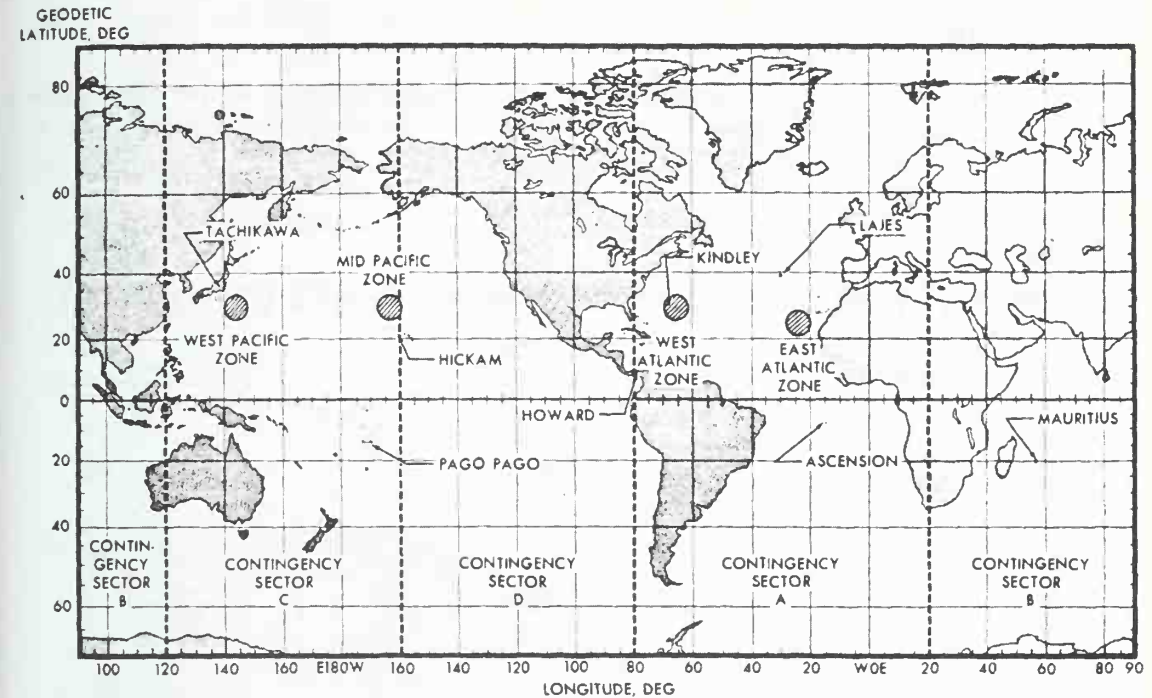 GEODETIC
LATITUDE, DEG
80
60
TACHIKAWA
LAJES
KINDLEY
MID PACIFIC
ZONE
40
WEST PACIFIC
ZONE
20
HICKAM
WEST
ATLANTIC
ZONE
EAST
ATLANTIC
ZONE
0
HOWARD
MAURITIUS
20
PAGO PAGO
ASCENSION
40
CONTIN-
GENCY
SECTOR
B
CONTINGENCY
SECTOR
C
CONTINGENCY
SECTOR
D
CONTINGENCY
SECTOR
A
CONTINGENCY
SECTOR
B
60
100 120 140 160 E180W 160 140 120 100 80 60 40 20 W0E 20 40 60 80 90
LONGITUDE, DEG